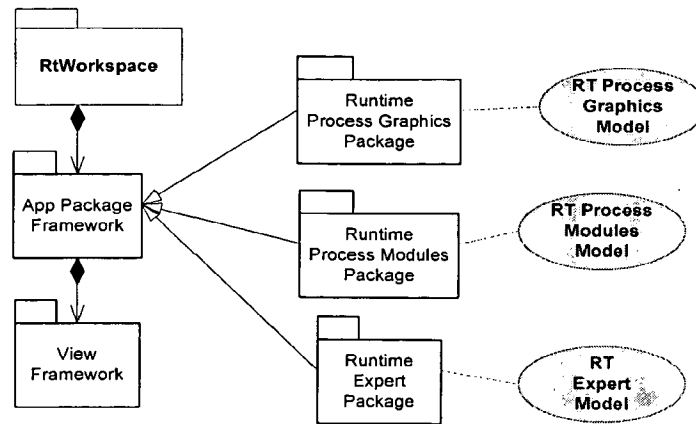 RtWorkspace
App Package
Framework
View
Framework
Runtime
Process Graphics
Package
Runtime
Process Modules
Package
Runtime
Expert
Package
RT Process
Graphics
Model
RT Process
Modules
Model
RT
Expert
Model